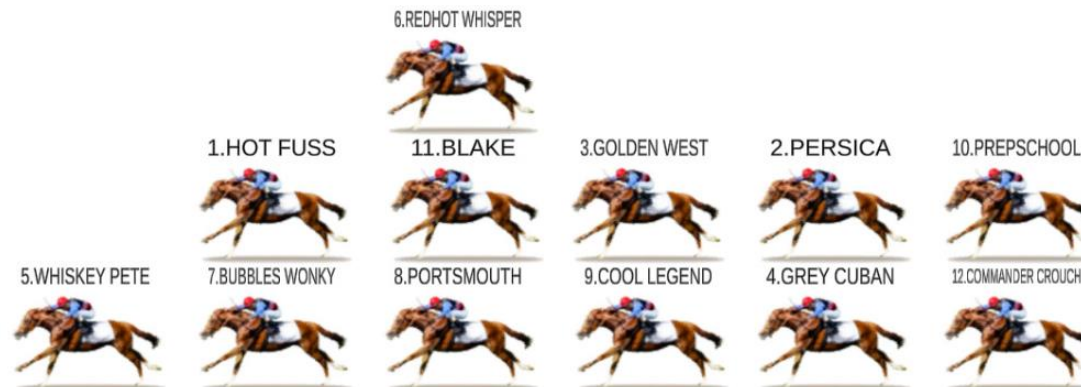 6.REDHOT WHISPER
1.HOT FUSS 11.BLAKE 3.GOLDEN WEST 2.PERSICA 10.PREPSCHOOL
5.WHISKEY PETE 7.BUBBLES WONKY 8.PORTSMOUTH 9.COOL LEGEND 4.GREY CUBAN 12.COMMANDER CROUCH